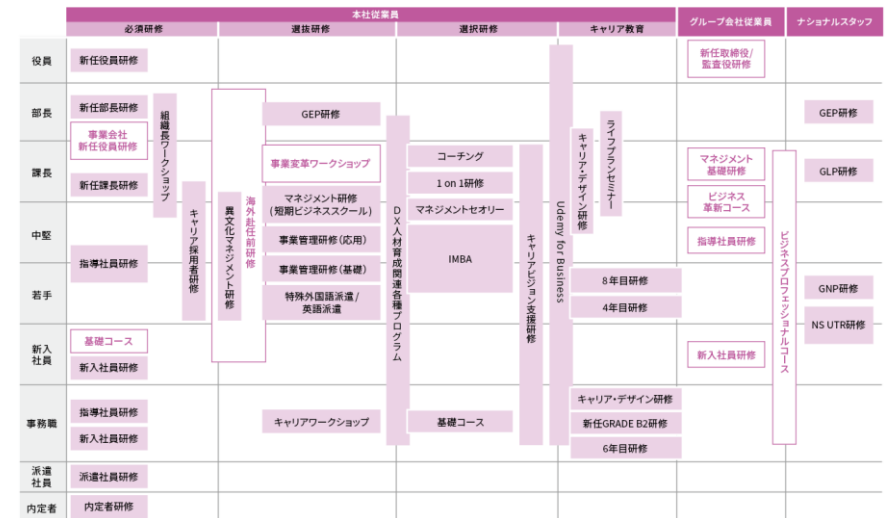 本社従業員
グループ会社従業員
ナショナルスタッフ
必須研修
選抜研修
選択研修
キャリア教育
役員
新任役員研修
新任取締役/
監査役研修
部長
新任部長研修
事業会社
新任役員研修
組織長ワークショップ
GEP研修
ライフプランセミナー
キャリア・デザイン研修
GEP研修
課長
新任課長研修
キャリア採用者研修
異文化マネジメント研修
海外赴任前研修
事業変革ワークショップ
マネジメント研修
(短期ビジネススクール)
DX人材育成関連各種プログラム
コーチング
1 on 1研修
マネジメントセオリー
キャリアビジョン支援研修
Udemy for Business
マネジメント
基礎研修
ビジネス
革新コース
ビジネスプロフェッショナルコース
GLP研修
中堅
指導社員研修
事業管理研修(応用)
事業管理研修(基礎)
IMBA
指導社員研修
若手
特殊外国語派遣/
英語派遣
8年目研修
4年目研修
GNP研修
NS UTR研修
新入
社員
基礎コース
新入社員研修
新入社員研修
事務職
指導社員研修
新入社員研修
キャリアワークショップ
基礎コース
キャリア・デザイン研修
新任GRADE B2研修
6年目研修
派遣
社員
派遣社員研修
内定者
内定者研修